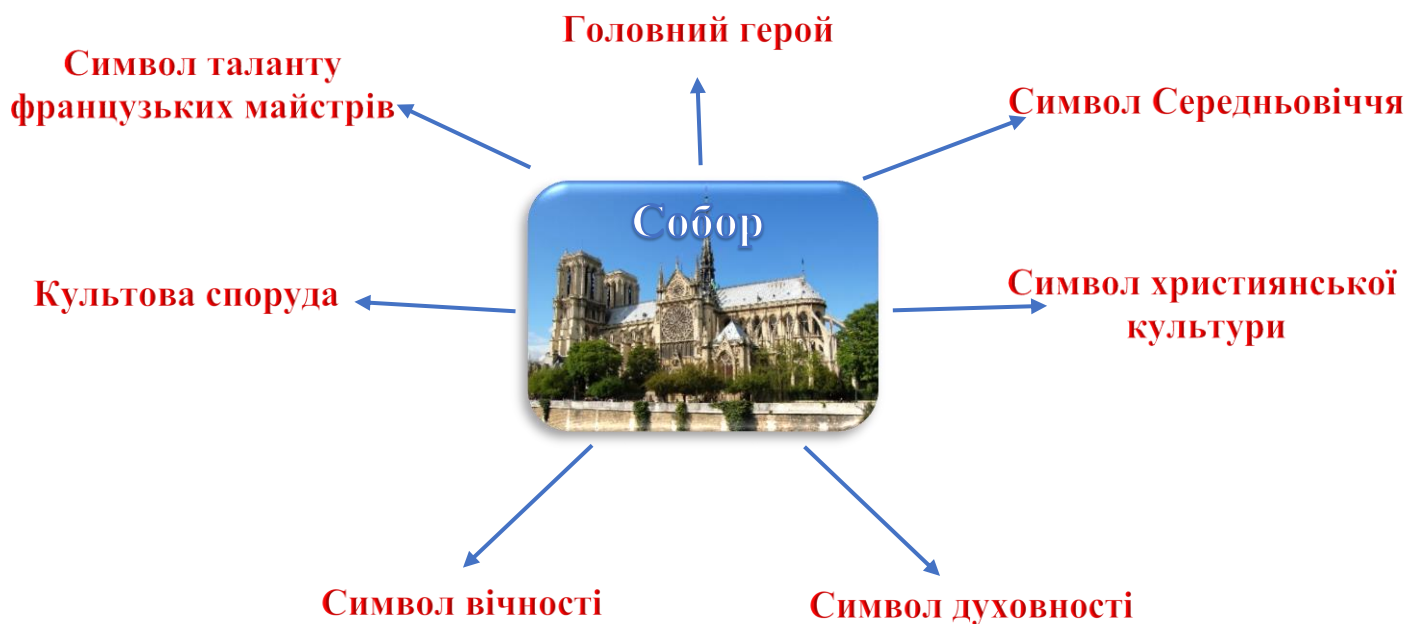 Головний герой
Символ таланту
французьких майстрів
Символ Середньовіччя
Собор
Культова споруда
Символ християнської
культури
Символ вічності
Символ духовності